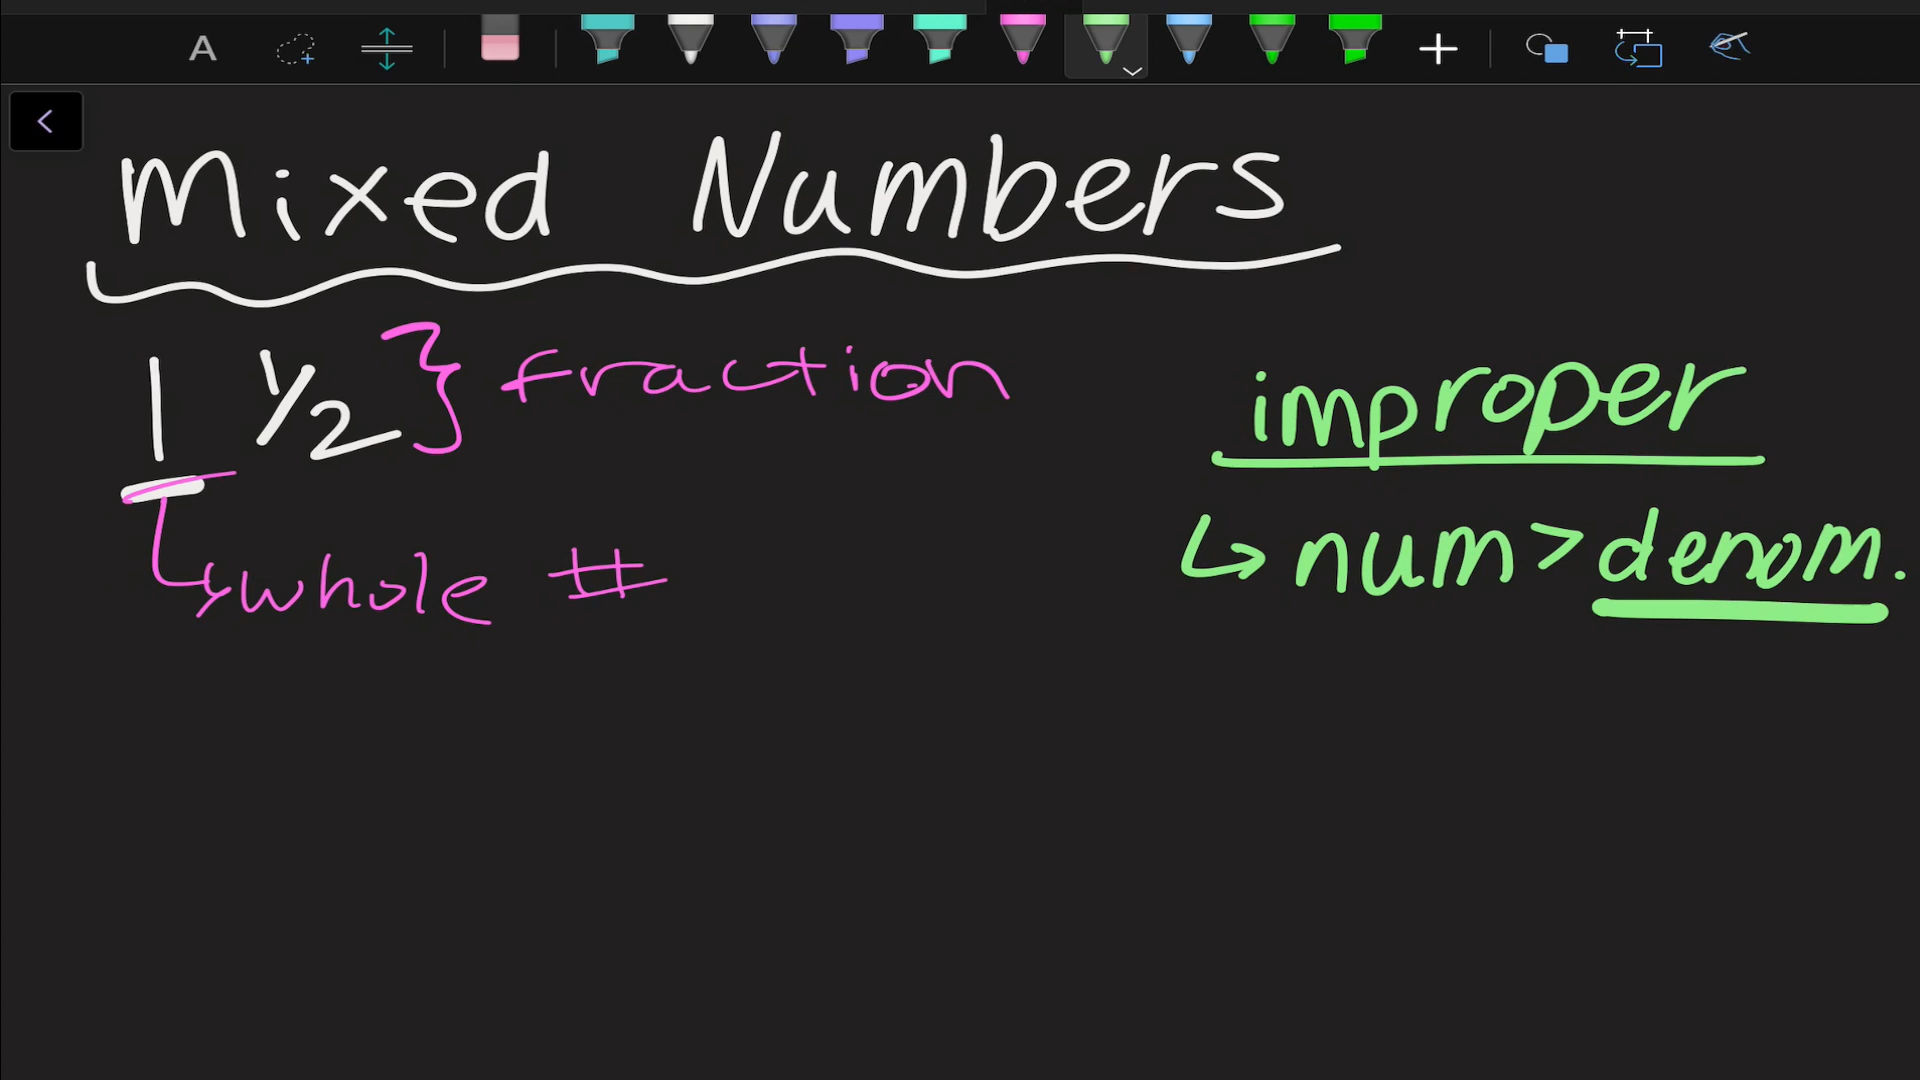 A
Mixed Numbers
1 1/2 } fraction
↳ whole #
improper
↳ num > denom.